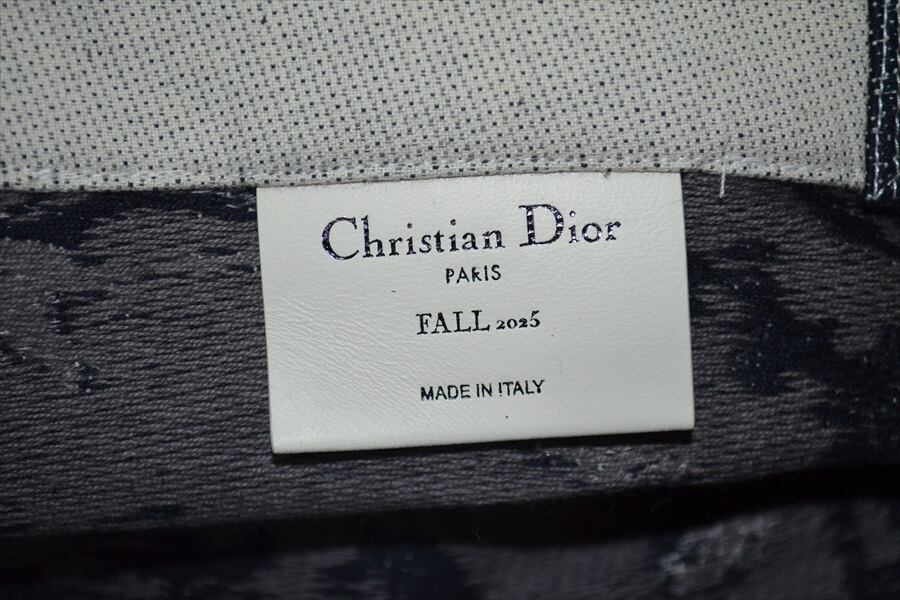 Christian Dior
PARIS
FALL 2025
MADE IN ITALY